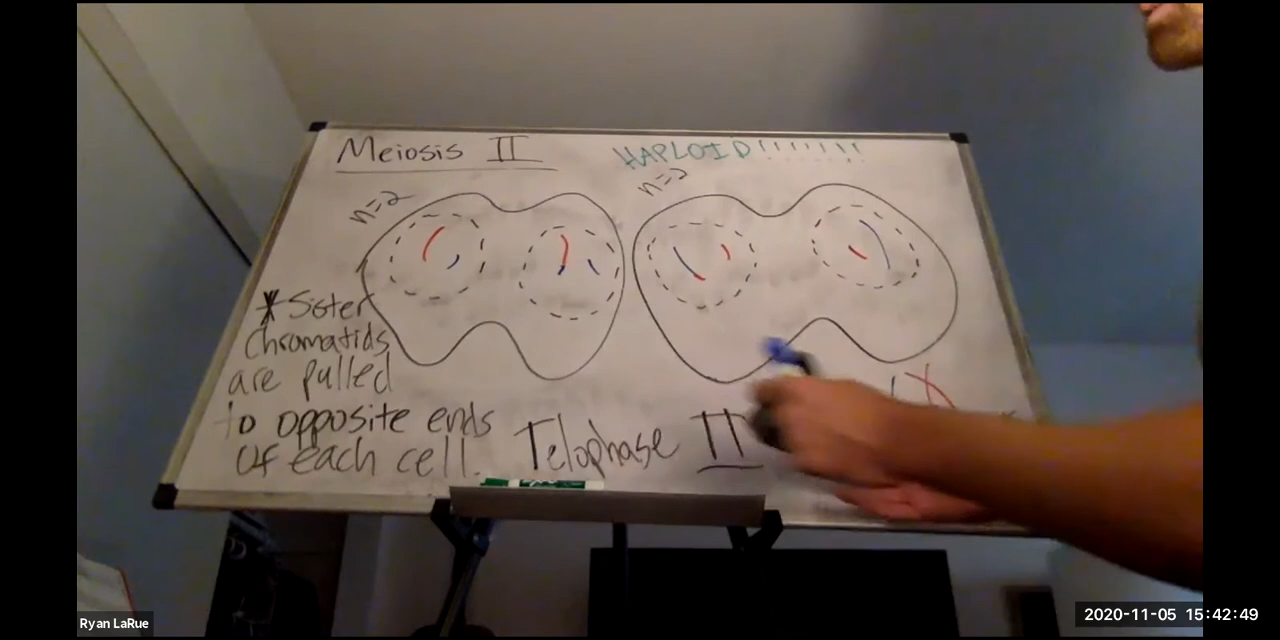 Meiosis II
HAPLOID!!!!!!!
n=2
n=2
* Sister
chromatids
are pulled
to opposite ends
of each cell.
Telophase II
Ryan LaRue
2020-11-05 15:42:49